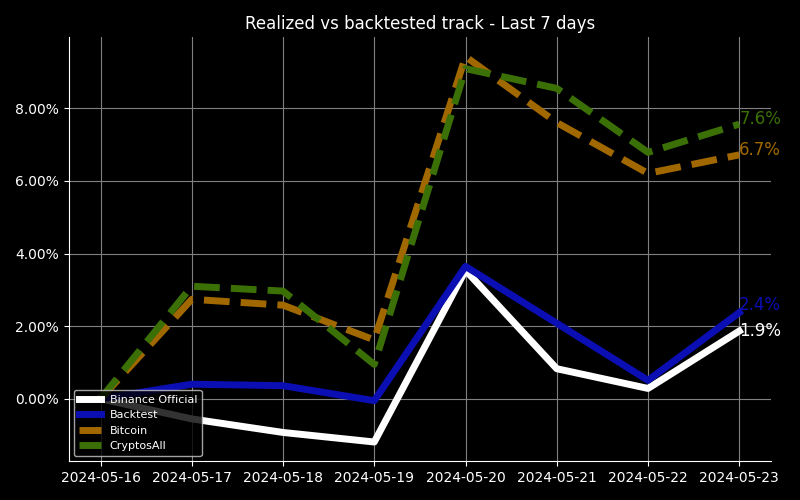 Realized vs backtested track - Last 7 days
8.00%
6.00%
4.00%
2.00%
0.00%
7.6%
6.7%
2.4%
1.9%
Binance Official
Backtest
Bitcoin
CryptosAll
2024-05-16 2024-05-17 2024-05-18 2024-05-19 2024-05-20 2024-05-21 2024-05-22 2024-05-23